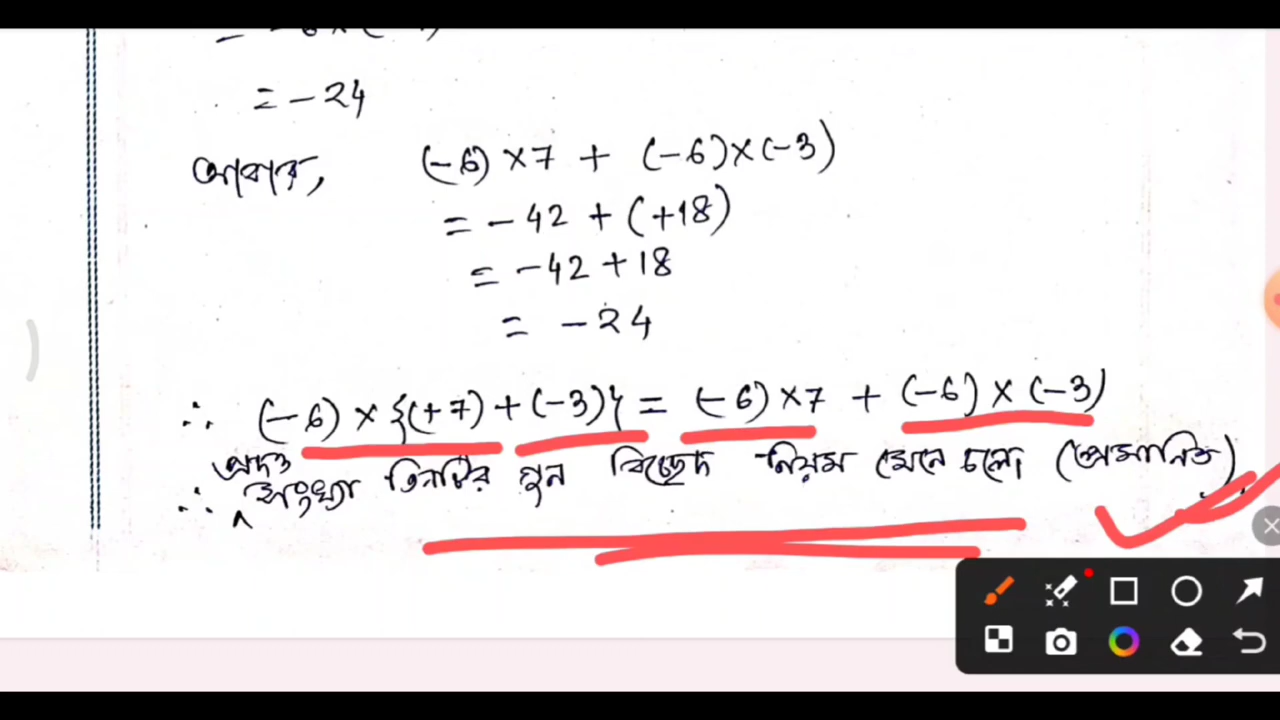 = -24
আবার, (-6) ×7 + (-6)×(-3)
= -42 + (+18)
= -42 +18
= -24
∴ (-6) × {(+7) + (-3)} = (-6) ×7 + (-6) × (-3)
∴ প্রদত্ত সংখ্যা তিনটির গুন বিচ্ছেদ নিয়ম মেনে চলে (প্রমানিত)